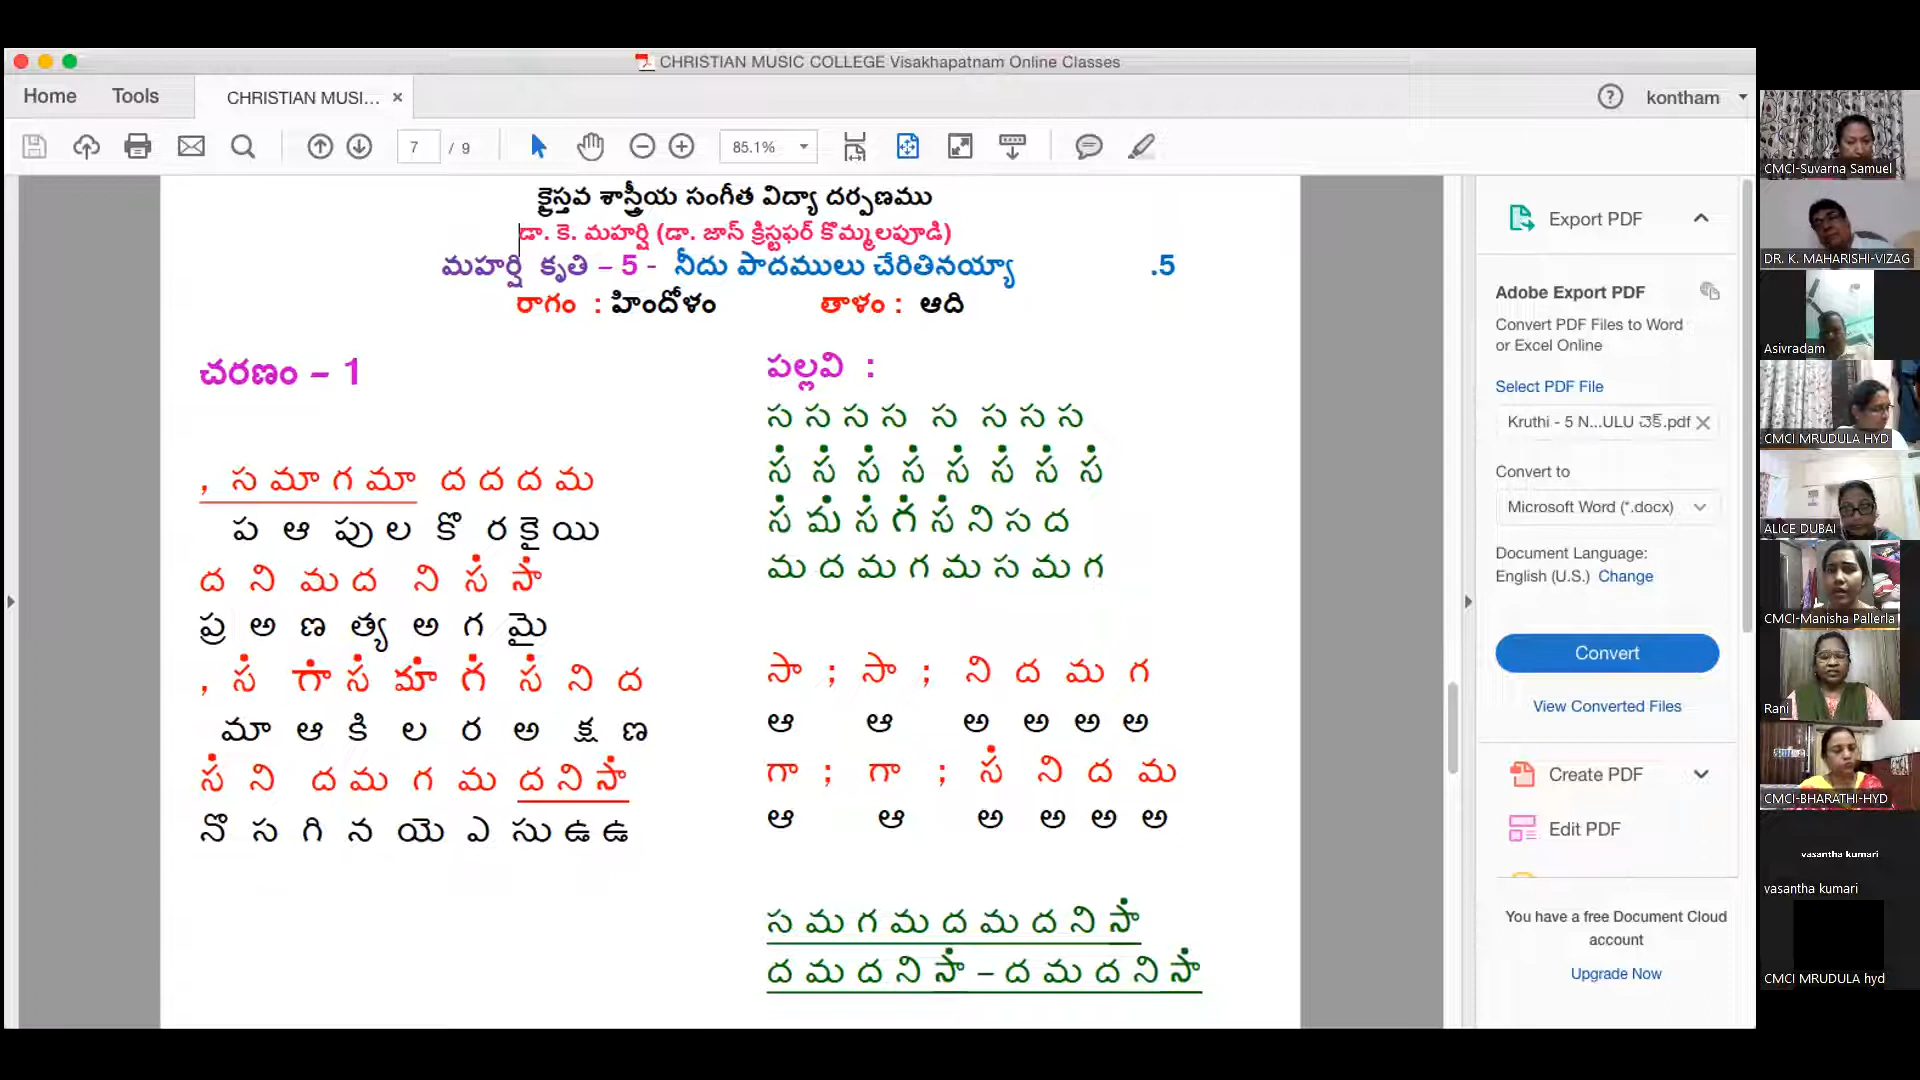 CHRISTIAN MUSIC COLLEGE Visakhapatnam Online Classes
Home Tools CHRISTIAN MUSI... × kontham
7 / 9 85.1%
క్రైస్తవ శాస్త్రీయ సంగీత విద్యా దర్పణము
డా. కె. మహర్షి (డా. జాస్ క్రిస్టఫర్ కొమ్మలపూడి)
మహర్షి కృతి – 5 - నీదు పాదములు చేరితినయ్యా .5
రాగం : హిందోళం తాళం : ఆది
చరణం – 1
, స మా గ మా ద ద ద మ
ప ఆ పు ల కొ ర కై యి
ద ని మ ద ని స̇ సా̇
ప్ర అ ణ త్య అ గ మై
, స̇ గా̇ స̇ మా̇ గ̇ స̇ ని ద
మా ఆ కి ల ర అ క్ష ణ
స̇ ని ద మ గ మ ద ని సా̇
నొ స గి న యె ఎ సు ఉ ఉ
పల్లవి :
స స స స స స స స
స̇ స̇ స̇ స̇ స̇ స̇ స̇ స̇
స̇ మ̇ స̇ గ̇ స̇ ని స ద
మ ద మ గ మ స మ గ
సా ; సా ; ని ద మ గ
ఆ ఆ అ అ అ అ
గా ; గా ; స̇ ని ద మ
ఆ ఆ అ అ అ అ
స మ గ మ ద మ ద ని సా̇
ద మ ద ని సా̇ – ద మ ద ని సా̇
Export PDF
Adobe Export PDF
Convert PDF Files to Word
or Excel Online
Select PDF File
Kruthi - 5 N...ULU చెక్.pdf ×
Convert to
Microsoft Word (*.docx)
Document Language:
English (U.S.) Change
Convert
View Converted Files
Create PDF
Edit PDF
You have a free Document Cloud
account
Upgrade Now
CMCI-Suvarna Samuel
DR. K. MAHARISHI-VIZAG
Asivradam
CMCI MRUDULA HYD
ALICE DUBAI
CMCI-Manisha Pallerla
Rani
CMCI-BHARATHI-HYD
vasantha kumari
vasantha kumari
CMCI MRUDULA hyd